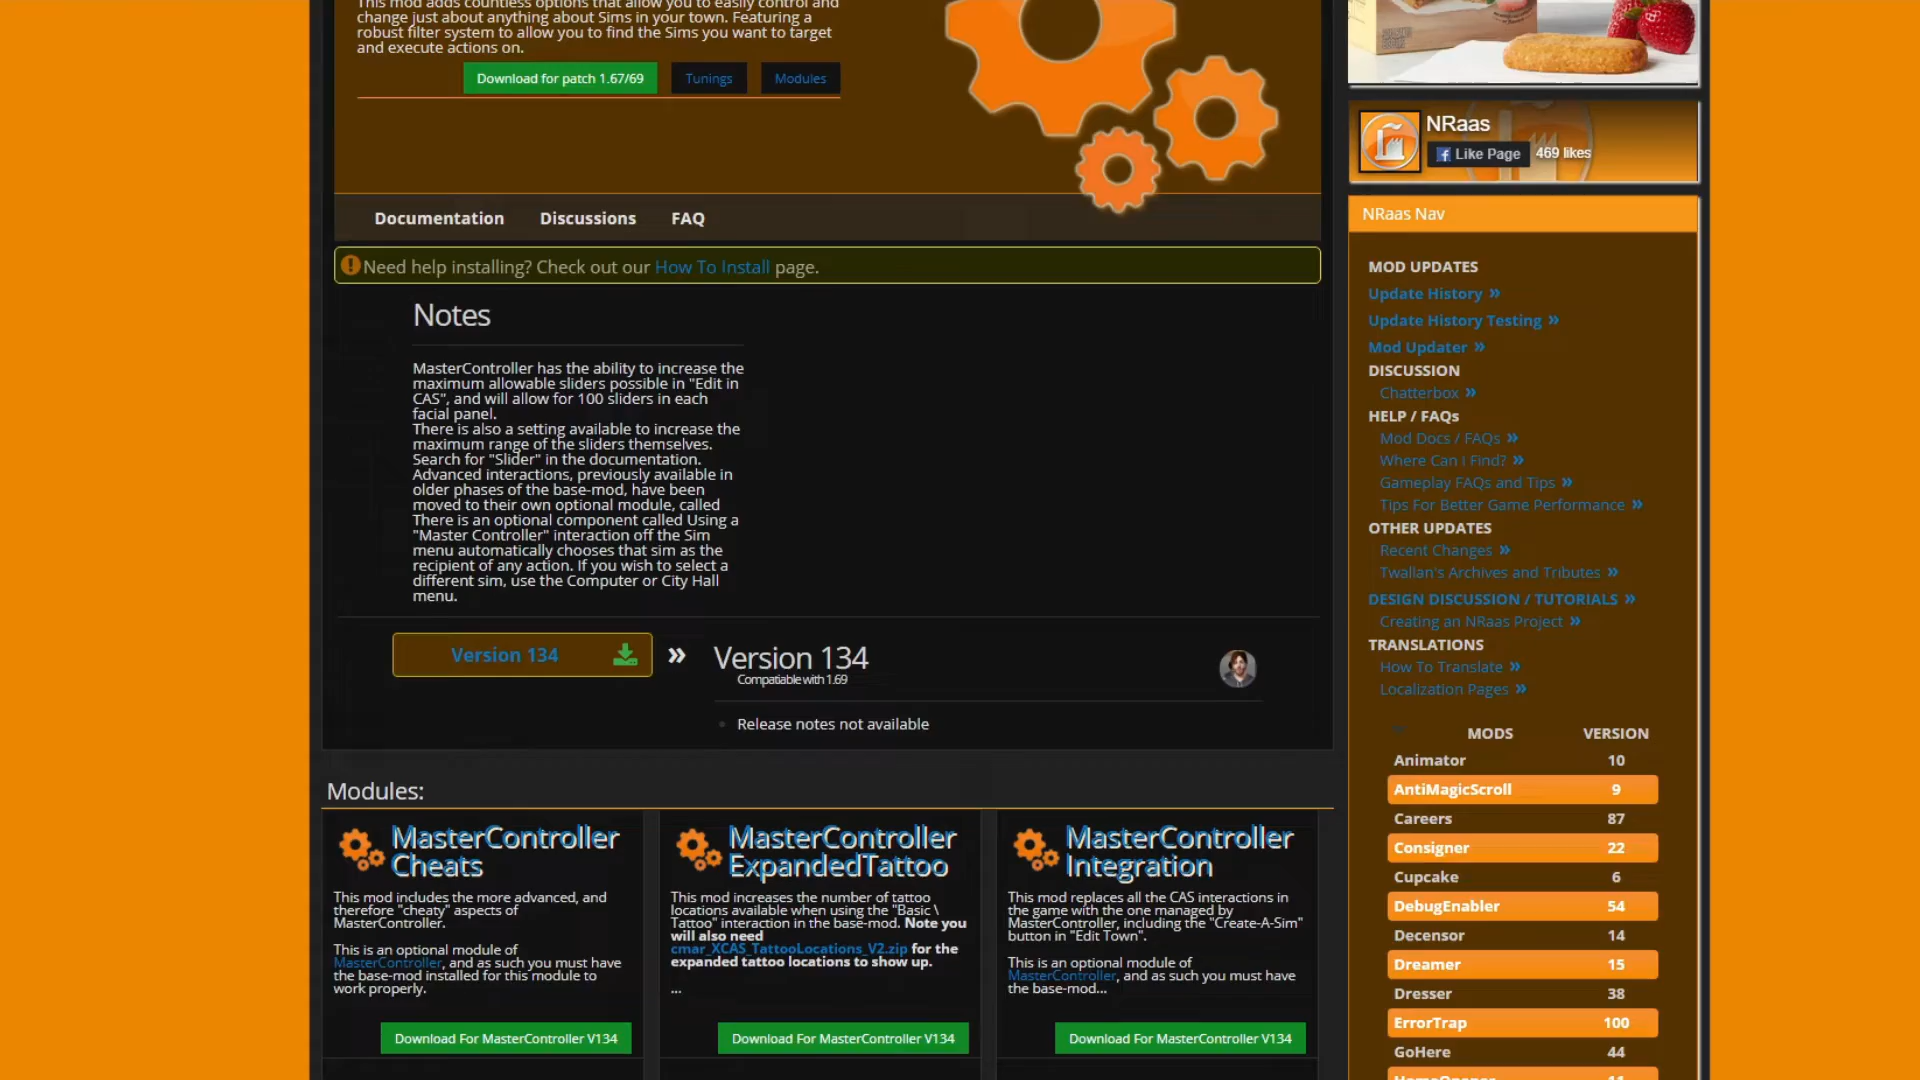 This mod adds countless options that allow you to easily control and
change just about anything about Sims in your town. Featuring a
robust filter system to allow you to find the Sims you want to target
and execute actions on.
Download for patch 1.67/69
Tunings
Modules
Documentation
Discussions
FAQ
Need help installing? Check out our How To Install page.
Notes
MasterController has the ability to increase the
maximum allowable sliders possible in "Edit in
CAS", and will allow for 100 sliders in each
facial panel.
There is also a setting available to increase the
maximum range of the sliders themselves.
Search for "Slider" in the documentation.
Advanced interactions, previously available in
older phases of the base-mod, have been
moved to their own optional module, called
There is an optional component called Using a
"Master Controller" interaction off the Sim
menu automatically chooses that sim as the
recipient of any action. If you wish to select a
different sim, use the Computer or City Hall
menu.
Version 134
»
Version 134
Compatiable with 1.69
Release notes not available
Modules:
MasterController
Cheats
This mod includes the more advanced, and
therefore "cheaty" aspects of
MasterController.
This is an optional module of
MasterController, and as such you must have
the base-mod installed for this module to
work properly.
Download For MasterController V134
MasterController
ExpandedTattoo
This mod increases the number of tattoo
locations available when using the "Basic \
Tattoo" interaction in the base-mod. Note you
will also need
cmar_XCAS_TattooLocations_V2.zip for the
expanded tattoo locations to show up.
...
Download For MasterController V134
MasterController
Integration
This mod replaces all the CAS interactions in
the game with the one managed by
MasterController, including the "Create-A-Sim"
button in "Edit Town".
This is an optional module of
MasterController, and as such you must have
the base-mod...
Download For MasterController V134
NRaas
Like Page
469 likes
NRaas Nav
MOD UPDATES
Update History »
Update History Testing »
Mod Updater »
DISCUSSION
Chatterbox »
HELP / FAQs
Mod Docs / FAQs »
Where Can I Find? »
Gameplay FAQs and Tips »
Tips For Better Game Performance »
OTHER UPDATES
Recent Changes »
Twallan's Archives and Tributes »
DESIGN DISCUSSION / TUTORIALS »
Creating an NRaas Project »
TRANSLATIONS
How To Translate »
Localization Pages »
MODS VERSION
Animator 10
AntiMagicScroll 9
Careers 87
Consigner 22
Cupcake 6
DebugEnabler 54
Decensor 14
Dreamer 15
Dresser 38
ErrorTrap 100
GoHere 44